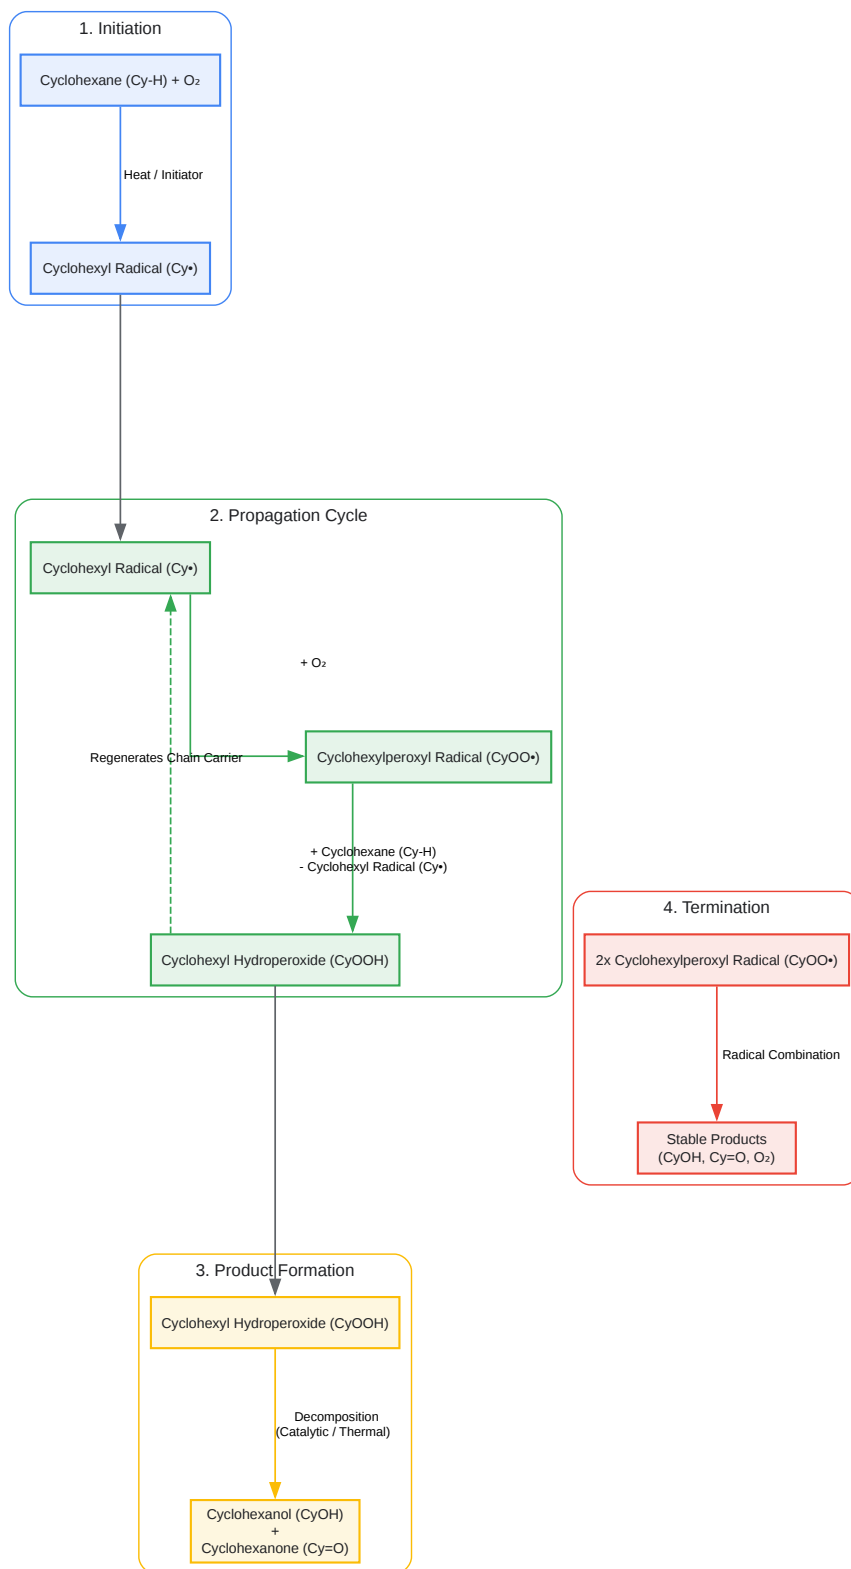 1. Initiation
Cyclohexane (Cy-H) + O₂
Heat / Initiator
Cyclohexyl Radical (Cy•)
2. Propagation Cycle
Cyclohexyl Radical (Cy•)
+ O₂
Regenerates Chain Carrier
Cyclohexylperoxyl Radical (CyOO•)
+ Cyclohexane (Cy-H)
- Cyclohexyl Radical (Cy•)
Cyclohexyl Hydroperoxide (CyOOH)
4. Termination
2x Cyclohexylperoxyl Radical (CyOO•)
Radical Combination
Stable Products
(CyOH, Cy=O, O₂)
3. Product Formation
Cyclohexyl Hydroperoxide (CyOOH)
Decomposition
(Catalytic / Thermal)
Cyclohexanol (CyOH)
+
Cyclohexanone (Cy=O)